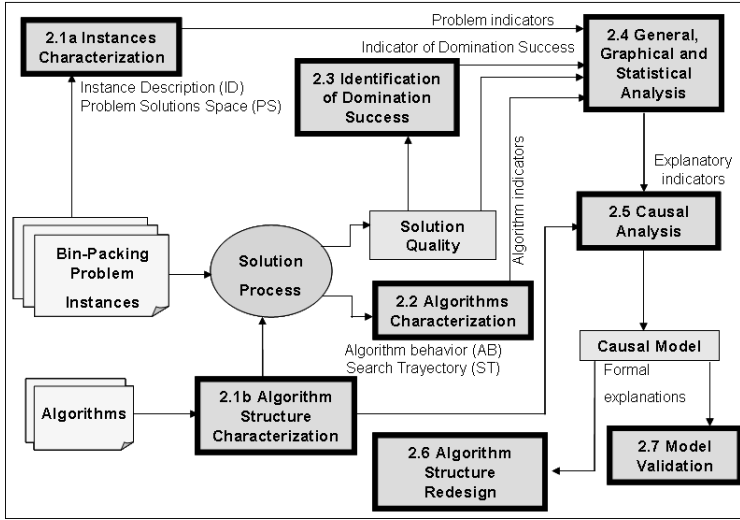 Problem indicators
2.1a Instances
Characterization
2.4 General,
Graphical and
Statistical
Analysis
Indicator of Domination Success
Instance Description (ID)
Problem Solutions Space (PS)
2.3 Identification
of Domination
Success
Algorithm indicators
Explanatory
indicators
2.5 Causal
Analysis
Bin-Packing
Problem
Instances
Solution
Process
Solution
Quality
2.2 Algorithms
Characterization
Algorithm behavior (AB)
Search Trayectory (ST)
Causal Model
Formal
explanations
Algorithms
2.1b Algorithm
Structure
Characterization
2.6 Algorithm
Structure
Redesign
2.7 Model
Validation